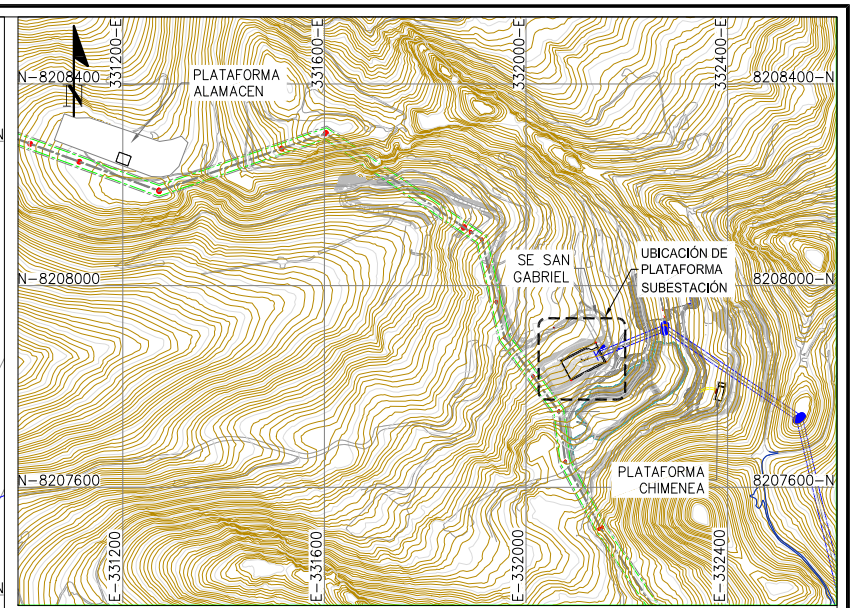 331200-E
331600-E
332000-E
332400-E
N-8208400
8208400-N
PLATAFORMA
ALAMACEN
N
N
SE SAN
GABRIEL
UBICACIÓN DE
PLATAFORMA
SUBESTACIÓN
N-8208000
8208000-N
PLATAFORMA
CHIMENEA
N-8207600
8207600-N
N
E-331200
E-331600
E-332000
E-332400